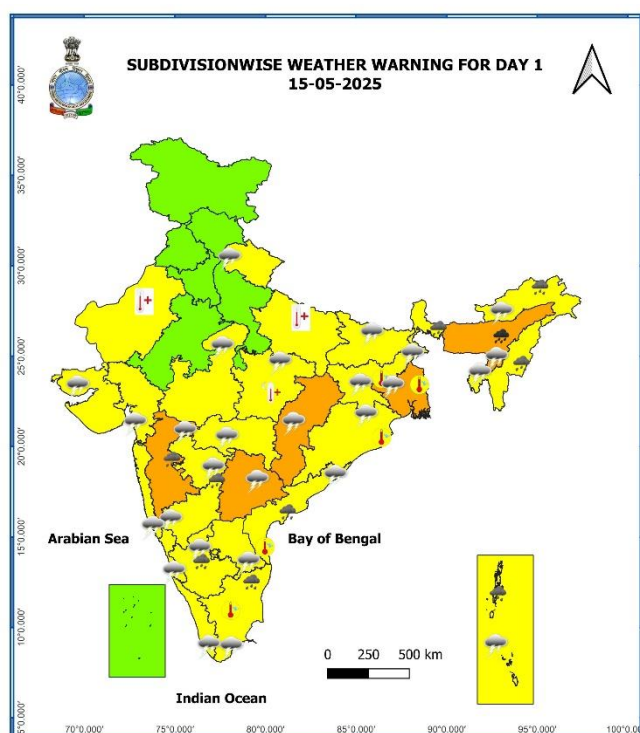 SUBDIVISIONWISE WEATHER WARNING FOR DAY 1
15-05-2025
40°0.000'
35°0.000'
30°0.000'
25°0.000'
20°0.000'
15°0.000'
10°0.000'
5°0.000'
Arabian Sea
Bay of Bengal
0 250 500 km
Indian Ocean
70°0.000' 75°0.000' 80°0.000' 85°0.000' 90°0.000' 95°0.000' 100°0.000'